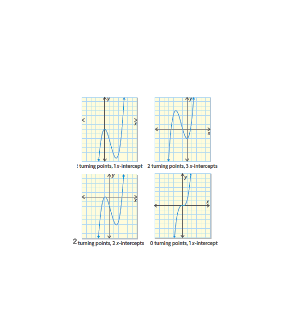 y
y
x
x
1 turning points, 1 x-intercept
2 turning points, 3 x-intercepts
y
y
x
x
2 turning points, 2 x-intercepts
0 turning points, 1 x-intercept